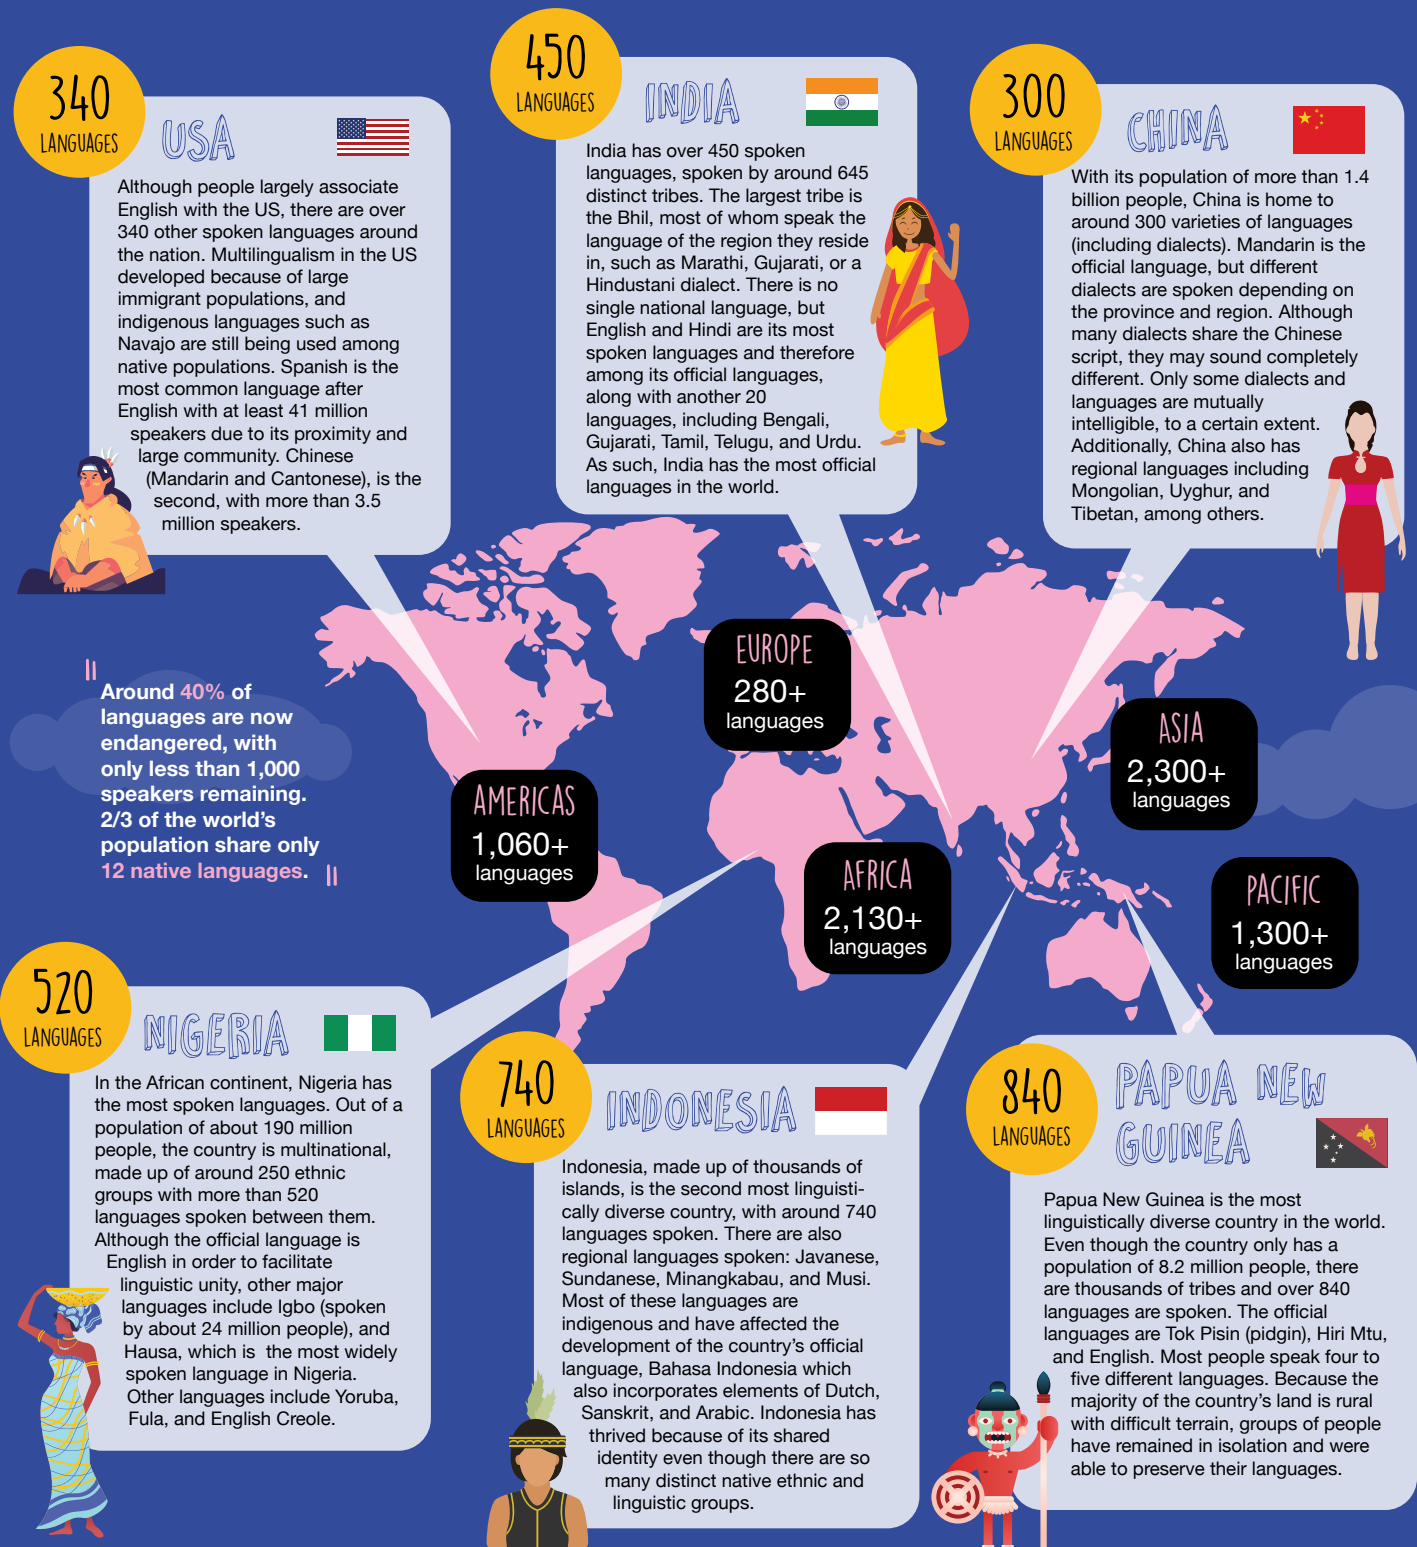 340
LANGUAGES
USA
Although people largely associate
English with the US, there are over
340 other spoken languages around
the nation. Multilingualism in the US
developed because of large
immigrant populations, and
indigenous languages such as
Navajo are still being used among
native populations. Spanish is the
most common language after
English with at least 41 million
speakers due to its proximity and
large community. Chinese
(Mandarin and Cantonese), is the
second, with more than 3.5
million speakers.
450
LANGUAGES
INDIA
India has over 450 spoken
languages, spoken by around 645
distinct tribes. The largest tribe is
the Bhil, most of whom speak the
language of the region they reside
in, such as Marathi, Gujarati, or a
Hindustani dialect. There is no
single national language, but
English and Hindi are its most
spoken languages and therefore
among its official languages,
along with another 20
languages, including Bengali,
Gujarati, Tamil, Telugu, and Urdu.
As such, India has the most official
languages in the world.
300
LANGUAGES
CHINA
With its population of more than 1.4
billion people, China is home to
around 300 varieties of languages
(including dialects). Mandarin is the
official language, but different
dialects are spoken depending on
the province and region. Although
many dialects share the Chinese
script, they may sound completely
different. Only some dialects and
languages are mutually
intelligible, to a certain extent.
Additionally, China also has
regional languages including
Mongolian, Uyghur, and
Tibetan, among others.
"
Around 40% of
languages are now
endangered, with
only less than 1,000
speakers remaining.
2/3 of the world's
population share only
12 native languages. "
EUROPE
280+
languages
AMERICAS
1,060+
languages
ASIA
2,300+
languages
AFRICA
2,130+
languages
PACIFIC
1,300+
languages
520
LANGUAGES
NIGERIA
In the African continent, Nigeria has
the most spoken languages. Out of a
population of about 190 million
people, the country is multinational,
made up of around 250 ethnic
groups with more than 520
languages spoken between them.
Although the official language is
English in order to facilitate
linguistic unity, other major
languages include Igbo (spoken
by about 24 million people), and
Hausa, which is  the most widely
spoken language in Nigeria.
Other languages include Yoruba,
Fula, and English Creole.
740
LANGUAGES
INDONESIA
Indonesia, made up of thousands of
islands, is the second most linguisti-
cally diverse country, with around 740
languages spoken. There are also
regional languages spoken: Javanese,
Sundanese, Minangkabau, and Musi.
Most of these languages are
indigenous and have affected the
development of the country's official
language, Bahasa Indonesia which
also incorporates elements of Dutch,
Sanskrit, and Arabic. Indonesia has
thrived because of its shared
identity even though there are so
many distinct native ethnic and
linguistic groups.
840
LANGUAGES
PAPUA NEW
GUINEA
Papua New Guinea is the most
linguistically diverse country in the world.
Even though the country only has a
population of 8.2 million people, there
are thousands of tribes and over 840
languages are spoken. The official
languages are Tok Pisin (pidgin), Hiri Mtu,
and English. Most people speak four to
five different languages. Because the
majority of the country's land is rural
with difficult terrain, groups of people
have remained in isolation and were
able to preserve their languages.